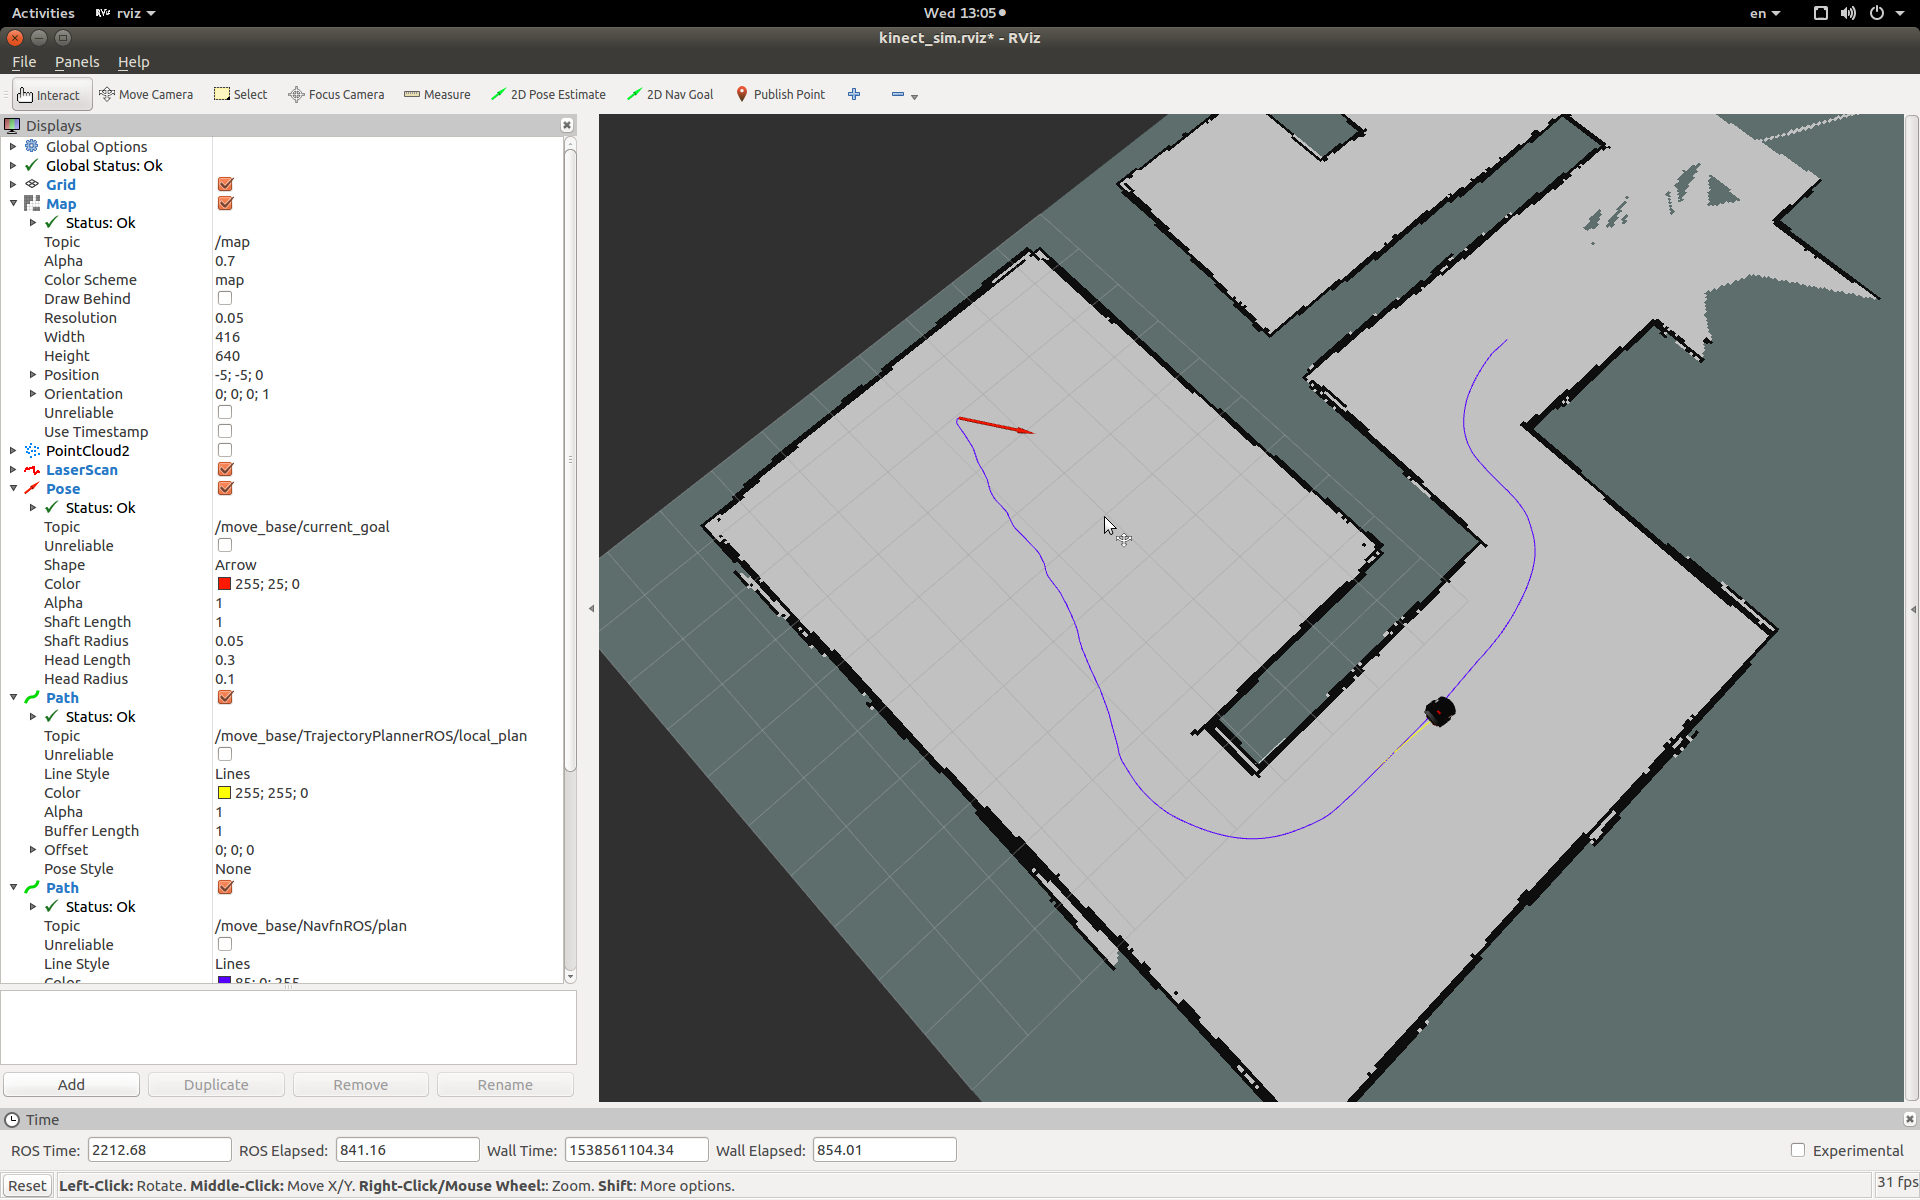 Activities rviz Wed 13:05 en
kinect_sim.rviz* - RViz
File Panels Help
Interact Move Camera Select Focus Camera Measure 2D Pose Estimate 2D Nav Goal Publish Point
Displays
Global Options
Global Status: Ok
Grid
Map
Status: Ok
Topic /map
Alpha 0.7
Color Scheme map
Draw Behind
Resolution 0.05
Width 416
Height 640
Position -5; -5; 0
Orientation 0; 0; 0; 1
Unreliable
Use Timestamp
PointCloud2
LaserScan
Pose
Status: Ok
Topic /move_base/current_goal
Unreliable
Shape Arrow
Color 255; 25; 0
Alpha 1
Shaft Length 1
Shaft Radius 0.05
Head Length 0.3
Head Radius 0.1
Path
Status: Ok
Topic /move_base/TrajectoryPlannerROS/local_plan
Unreliable
Line Style Lines
Color 255; 255; 0
Alpha 1
Buffer Length 1
Offset 0; 0; 0
Pose Style None
Path
Status: Ok
Topic /move_base/NavfnROS/plan
Unreliable
Line Style Lines
Color 85; 0; 255
Add Duplicate Remove Rename
Time
ROS Time: 2212.68 ROS Elapsed: 841.16 Wall Time: 1538561104.34 Wall Elapsed: 854.01 Experimental
Reset Left-Click: Rotate. Middle-Click: Move X/Y. Right-Click/Mouse Wheel:: Zoom. Shift: More options. 31 fps